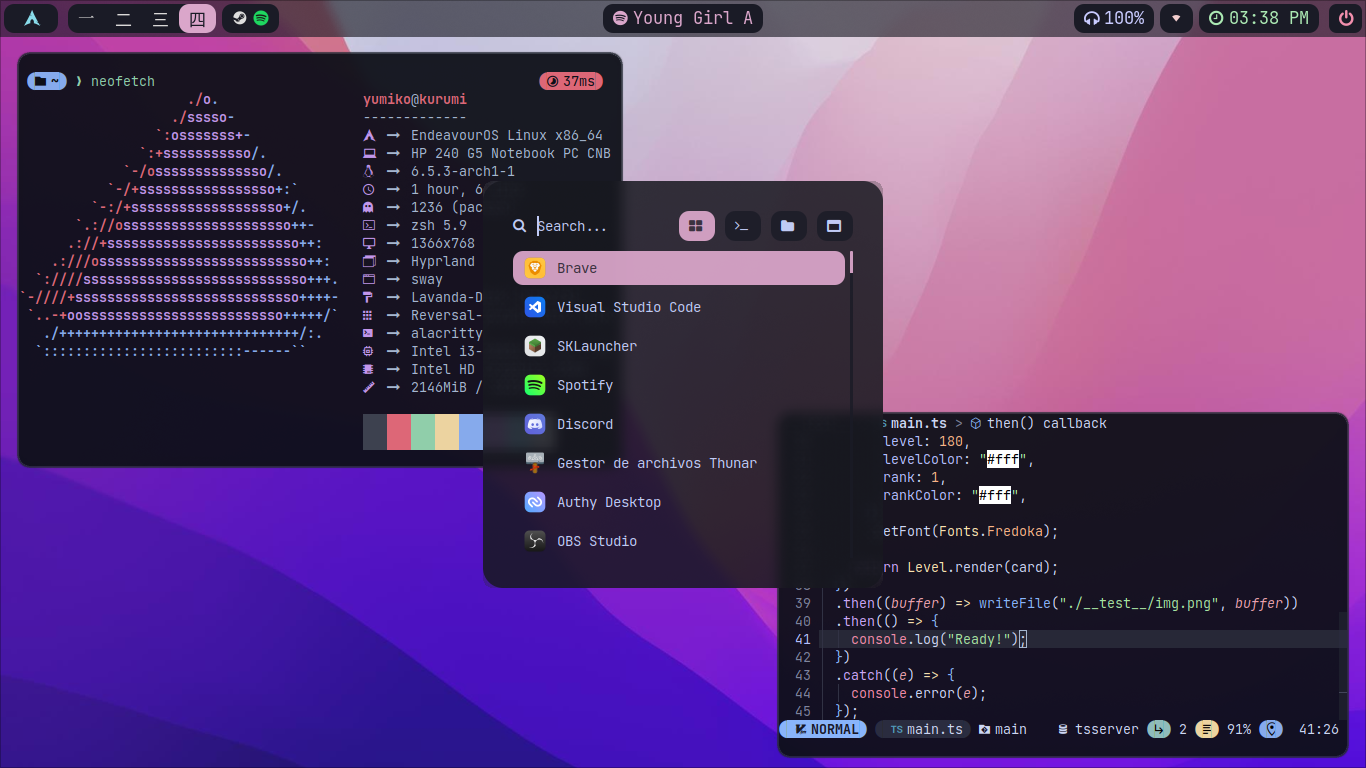 一 二 三 四
Young Girl A
100%
03:38 PM
~ ❯ neofetch
37ms
./o.
./sssso-
`:osssssss+-
`:+sssssssssso/.
`-/ossssssssssssso/.
`-/+sssssssssssssssso+:`
`-:/+sssssssssssssssssso+/.
`.://osssssssssssssssssssso++-
.://+ssssssssssssssssssssssso++:
.:///ossssssssssssssssssssssssso++:
`:////ssssssssssssssssssssssssssso+++.
`-////+ssssssssssssssssssssssssssso++++-
`..-+oosssssssssssssssssssssssso+++++/`
./++++++++++++++++++++++++++++++/:.
`:::::::::::::::::::::::::------``
yumiko@kurumi
-------------
EndeavourOS Linux x86_64
HP 240 G5 Notebook PC CNB
6.5.3-arch1-1
1 hour, 6
1236 (pac
zsh 5.9
1366x768
Hyprland
sway
Lavanda-D
Reversal-
alacritty
Intel i3-
Intel HD
2146MiB /
Search...
Brave
Visual Studio Code
SKLauncher
Spotify
Discord
Gestor de archivos Thunar
Authy Desktop
OBS Studio
main.ts > then() callback
level: 180,
levelColor: "#fff",
rank: 1,
rankColor: "#fff",
etFont(Fonts.Fredoka);
rn Level.render(card);
39 .then((buffer) => writeFile("./__test__/img.png", buffer))
40 .then(() => {
41 console.log("Ready!");
42 })
43 .catch((e) => {
44 console.error(e);
45 });
NORMAL TS main.ts main tsserver 2 91% 41:26